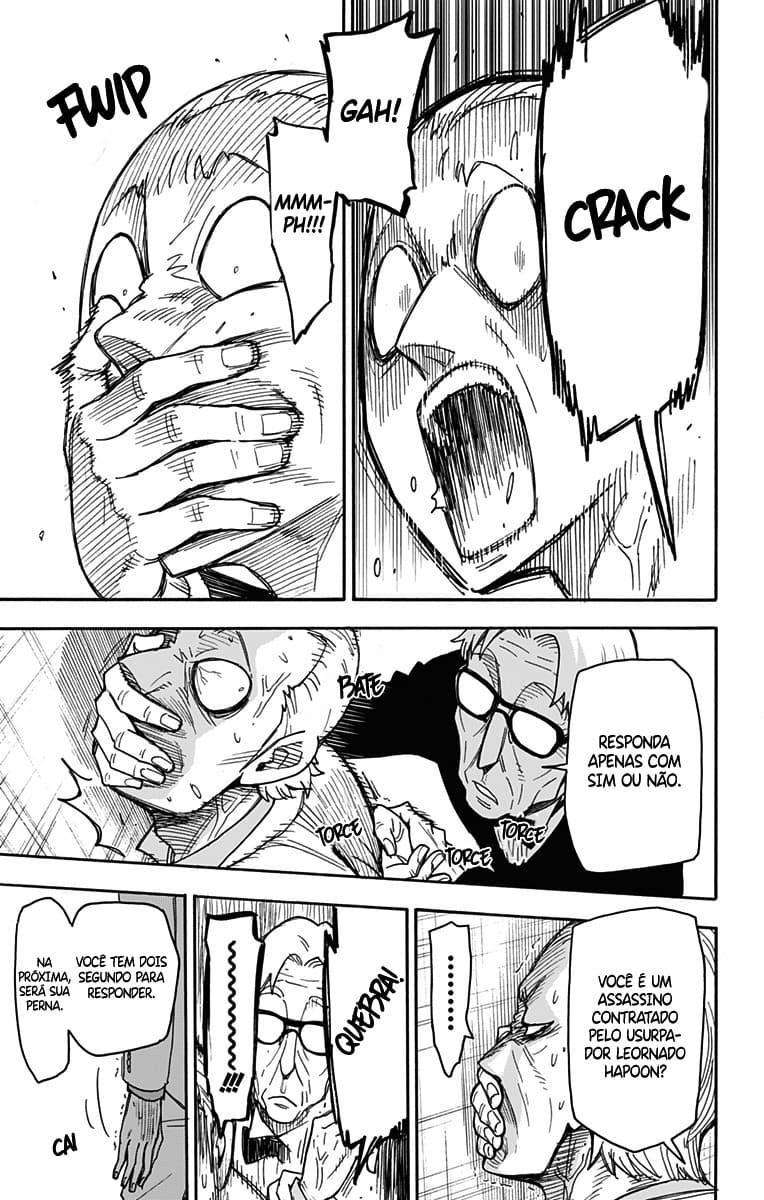 CRACK
GAH!
MMM-
PH!!!
FWIP
RESPONDA
APENAS COM
SIM OU NÃO.
BATE
TORCE
TORCE
TORCE
VOCÊ É UM
ASSASSINO
CONTRATADO
PELO USURPA-
DOR LEORNADO
HAPOON?
........
QUEBRA!
~~~~~!!!
VOCÊ TEM DOIS
SEGUNDO PARA
RESPONDER.
NA
PRÓXIMA,
SERÁ SUA
PERNA.
CAI